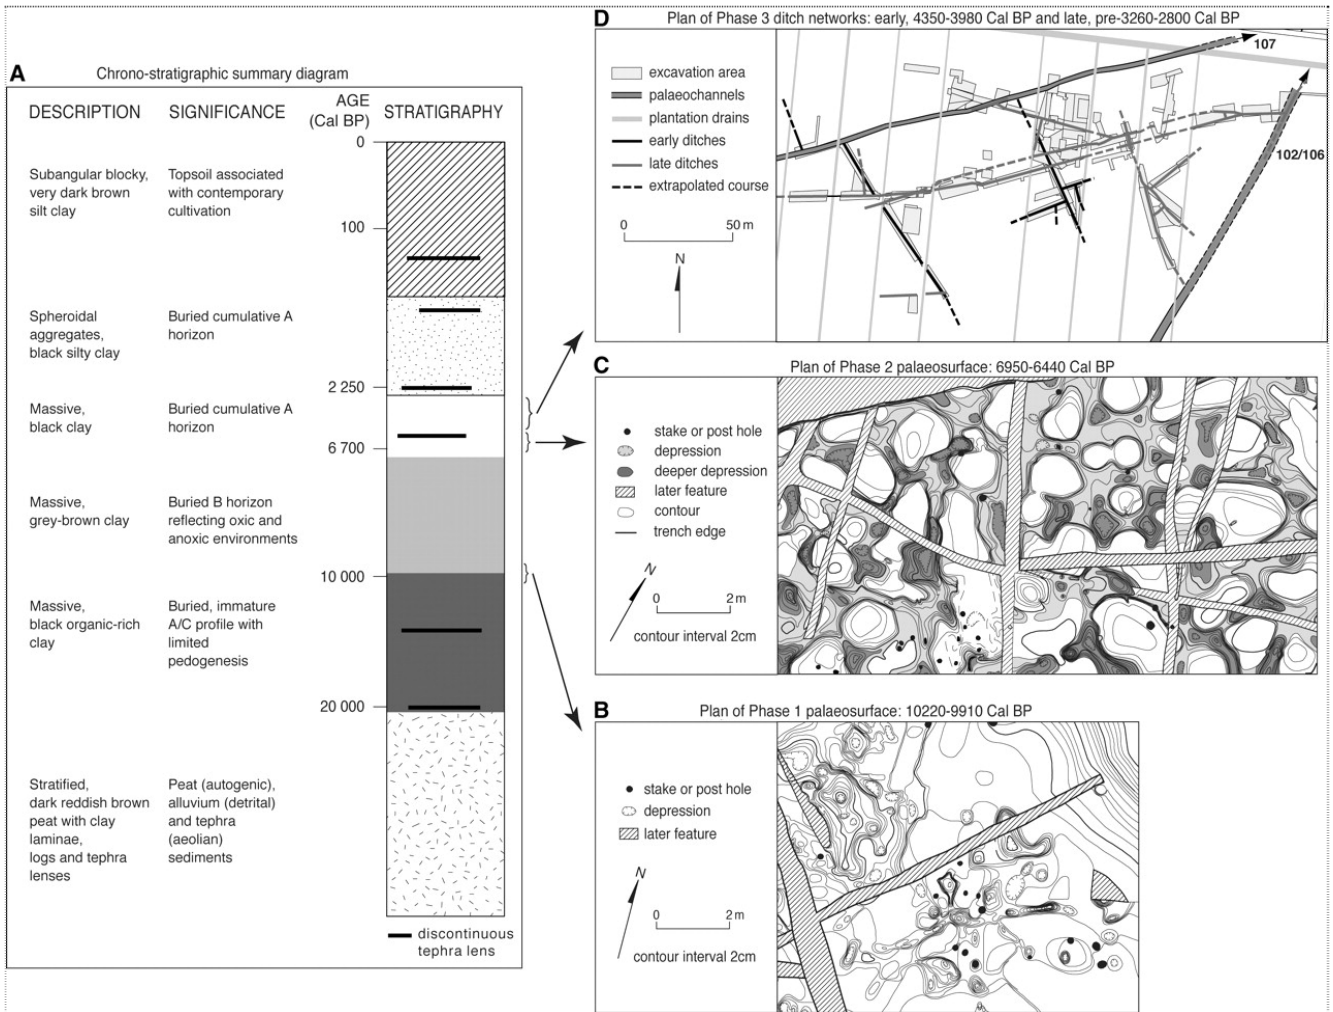 A
Chrono-stratigraphic summary diagram
DESCRIPTION
SIGNIFICANCE
AGE
(Cal BP)
STRATIGRAPHY
0
Subangular blocky,
very dark brown
silt clay
Topsoil associated
with contemporary
cultivation
100
Spheroidal
aggregates,
black silty clay
Buried cumulative A
horizon
2 250
Massive,
black clay
Buried cumulative A
horizon
6 700
Massive,
grey-brown clay
Buried B horizon
reflecting oxic and
anoxic environments
10 000
Massive,
black organic-rich
clay
Buried, immature
A/C profile with
limited
pedogenesis
20 000
Stratified,
dark reddish brown
peat with clay
laminae,
logs and tephra
lenses
Peat (autogenic),
alluvium (detrital)
and tephra
(aeolian)
sediments
discontinuous
tephra lens
D
Plan of Phase 3 ditch networks: early, 4350-3980 Cal BP and late, pre-3260-2800 Cal BP
excavation area
palaeochannels
plantation drains
early ditches
late ditches
extrapolated course
0 50 m
N
107
102/106
C
Plan of Phase 2 palaeosurface: 6950-6440 Cal BP
stake or post hole
depression
deeper depression
later feature
contour
trench edge
N
0 2 m
contour interval 2cm
B
Plan of Phase 1 palaeosurface: 10220-9910 Cal BP
stake or post hole
depression
later feature
N
0 2 m
contour interval 2cm